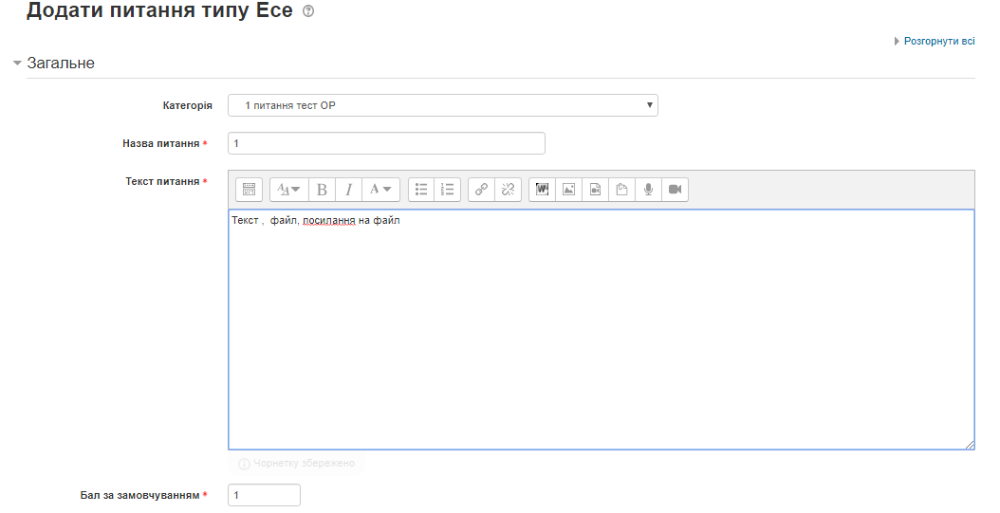 Додати питання типу Есе
Розгорнути всі
Загальне
Категорія
1 питання тест ОР
Назва питання *
1
Текст питання *
Текст ,  файл, посилання на файл
Чорнетку збережено
Бал за замовчуванням *
1